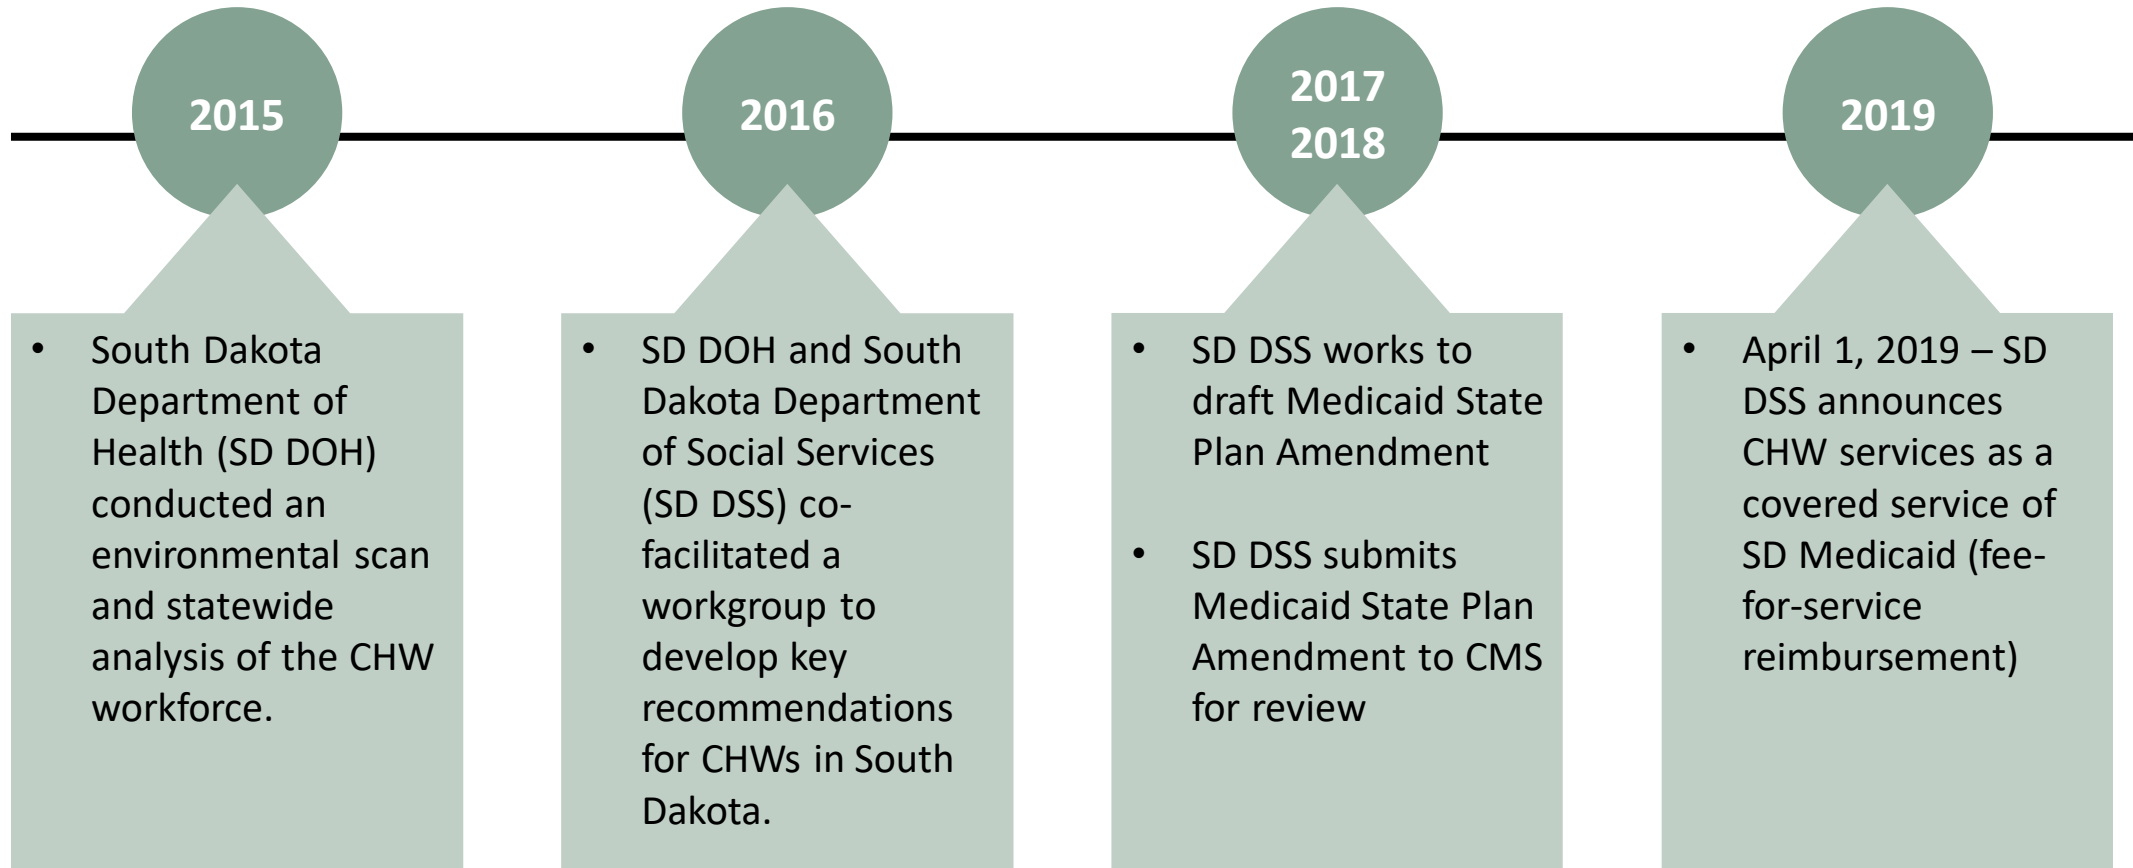 2015
• South Dakota
Department of
Health (SD DOH)
conducted an
environmental scan
and statewide
analysis of the CHW
workforce.
2016
• SD DOH and South
Dakota Department
of Social Services
(SD DSS) co-
facilitated a
workgroup to
develop key
recommendations
for CHWs in South
Dakota.
2017
2018
• SD DSS works to
draft Medicaid State
Plan Amendment
• SD DSS submits
Medicaid State Plan
Amendment to CMS
for review
2019
• April 1, 2019 – SD
DSS announces
CHW services as a
covered service of
SD Medicaid (fee-
for-service
reimbursement)